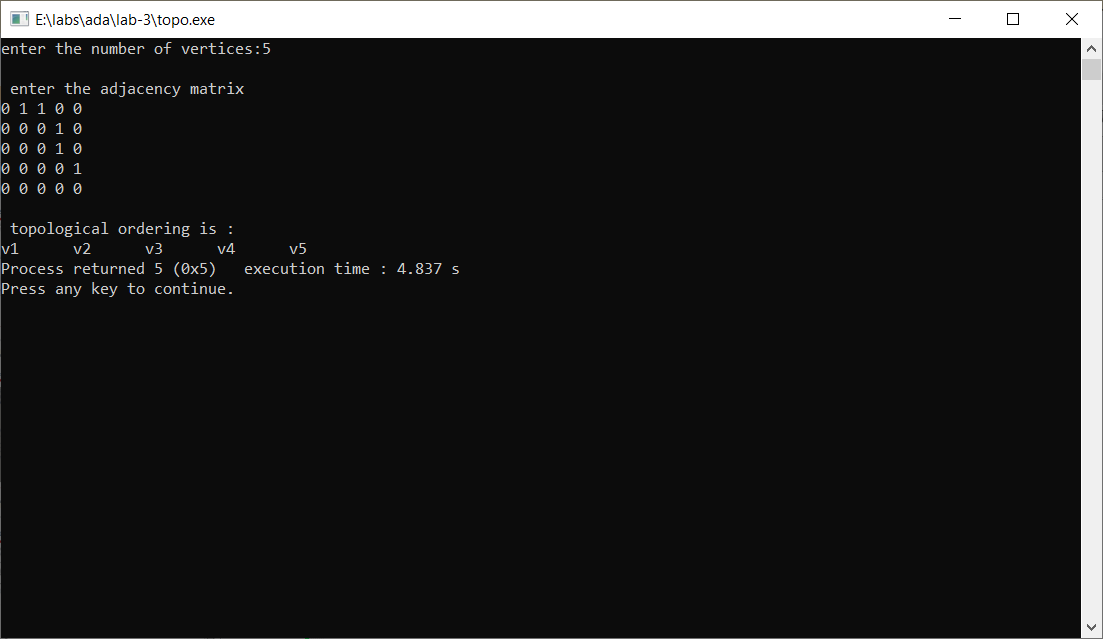 E:\labs\ada\lab-3\topo.exe
enter the number of vertices:5
enter the adjacency matrix
0 1 1 0 0
0 0 0 1 0
0 0 0 1 0
0 0 0 0 1
0 0 0 0 0
topological ordering is :
v1      v2      v3      v4      v5
Process returned 5 (0x5)   execution time : 4.837 s
Press any key to continue.